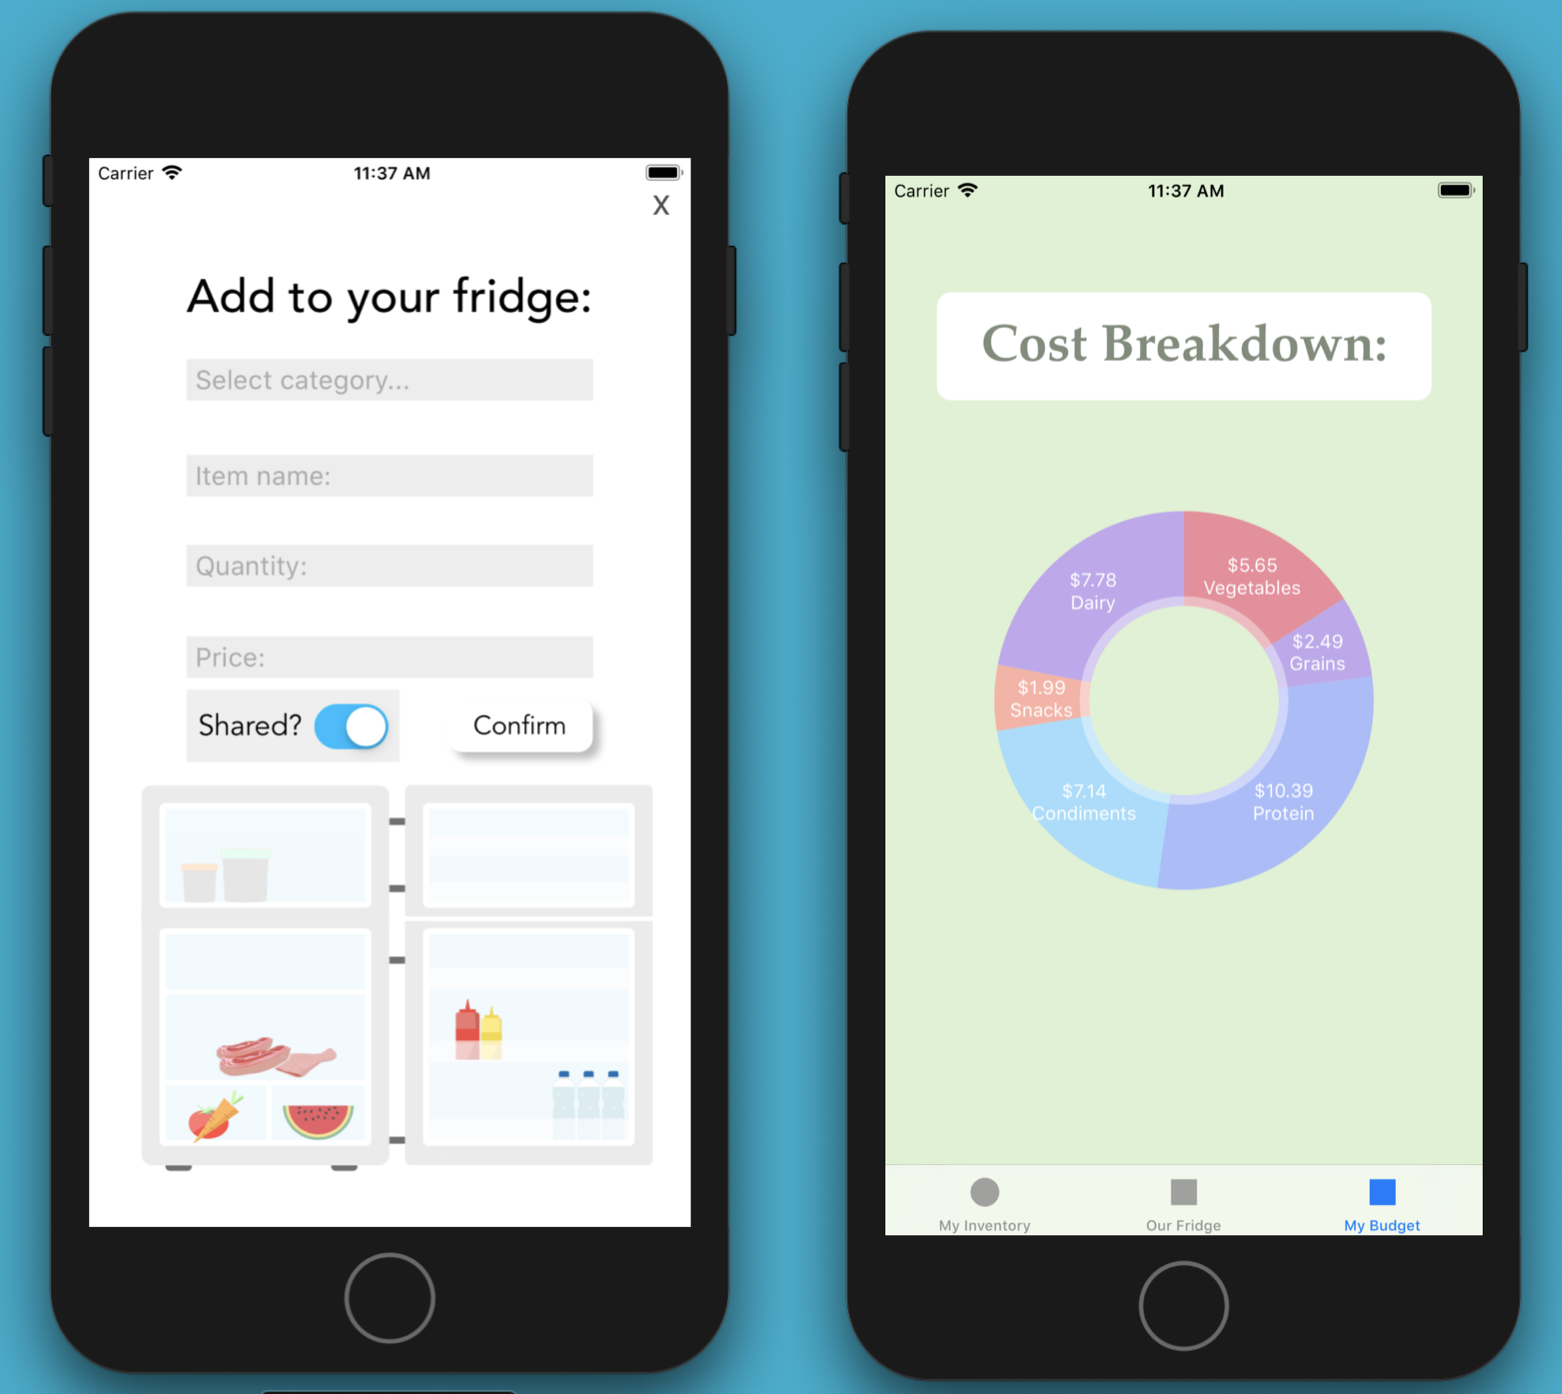 Carrier 11:37 AM
X
Add to your fridge:
Select category...
Item name:
Quantity:
Price:
Shared? Confirm
Carrier 11:37 AM
Cost Breakdown:
$5.65
Vegetables
$2.49
Grains
$10.39
Protein
$7.14
Condiments
$1.99
Snacks
$7.78
Dairy
My Inventory Our Fridge My Budget